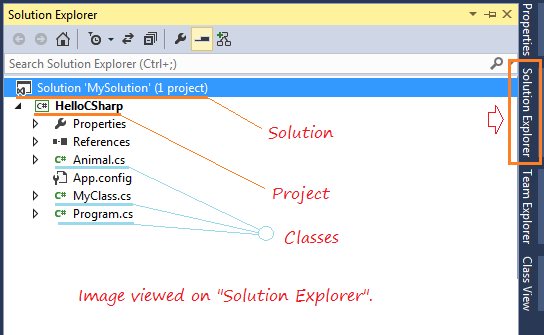 Solution Explorer
Search Solution Explorer (Ctrl+;)
Solution 'MySolution' (1 project)
C# HelloCSharp
Properties
References
C# Animal.cs
App.config
C# MyClass.cs
C# Program.cs
Solution
Project
Classes
Image viewed on "Solution Explorer".
Properties
Solution Explorer
Team Explorer
Class View